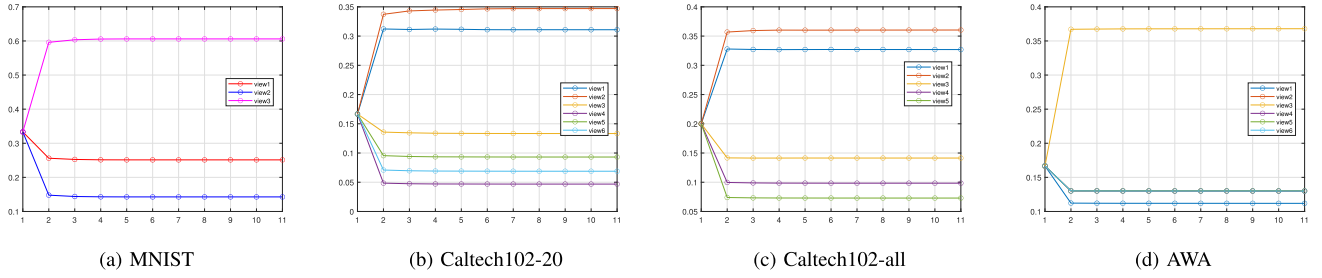 0.7
0.6
0.5
0.4
0.3
0.2
0.1
1 2 3 4 5 6 7 8 9 10 11
view1
view2
view3
(a) MNIST
0.35
0.3
0.25
0.2
0.15
0.1
0.05
0
1 2 3 4 5 6 7 8 9 10 11
view1
view2
view3
view4
view5
view6
(b) Caltech102-20
0.4
0.35
0.3
0.25
0.2
0.15
0.1
0.05
1 2 3 4 5 6 7 8 9 10 11
view1
view2
view3
view4
view5
(c) Caltech102-all
0.4
0.35
0.3
0.25
0.2
0.15
0.1
1 2 3 4 5 6 7 8 9 10 11
view1
view2
view3
view4
view5
view6
(d) AWA